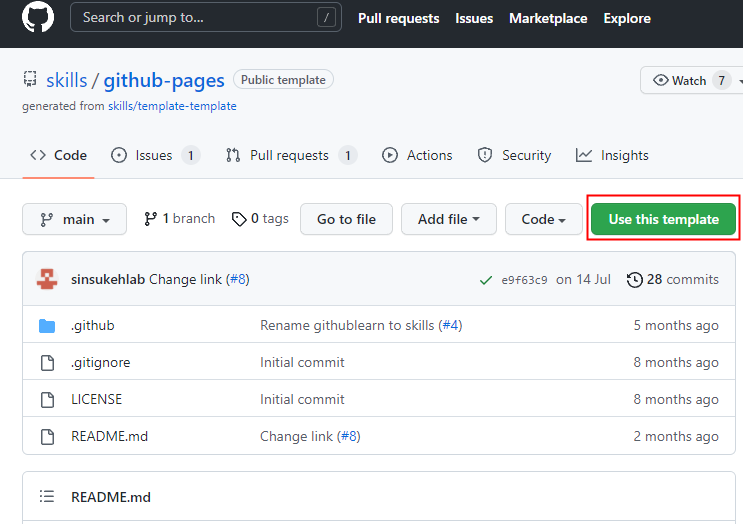 Search or jump to... / Pull requests Issues Marketplace Explore
skills / github-pages Public template Watch 7
generated from skills/template-template
Code Issues 1 Pull requests 1 Actions Security Insights
main 1 branch 0 tags Go to file Add file Code Use this template
sinsukehlab Change link (#8) e9f63c9 on 14 Jul 28 commits
.github Rename githublearn to skills (#4) 5 months ago
.gitignore Initial commit 8 months ago
LICENSE Initial commit 8 months ago
README.md Change link (#8) 2 months ago
README.md